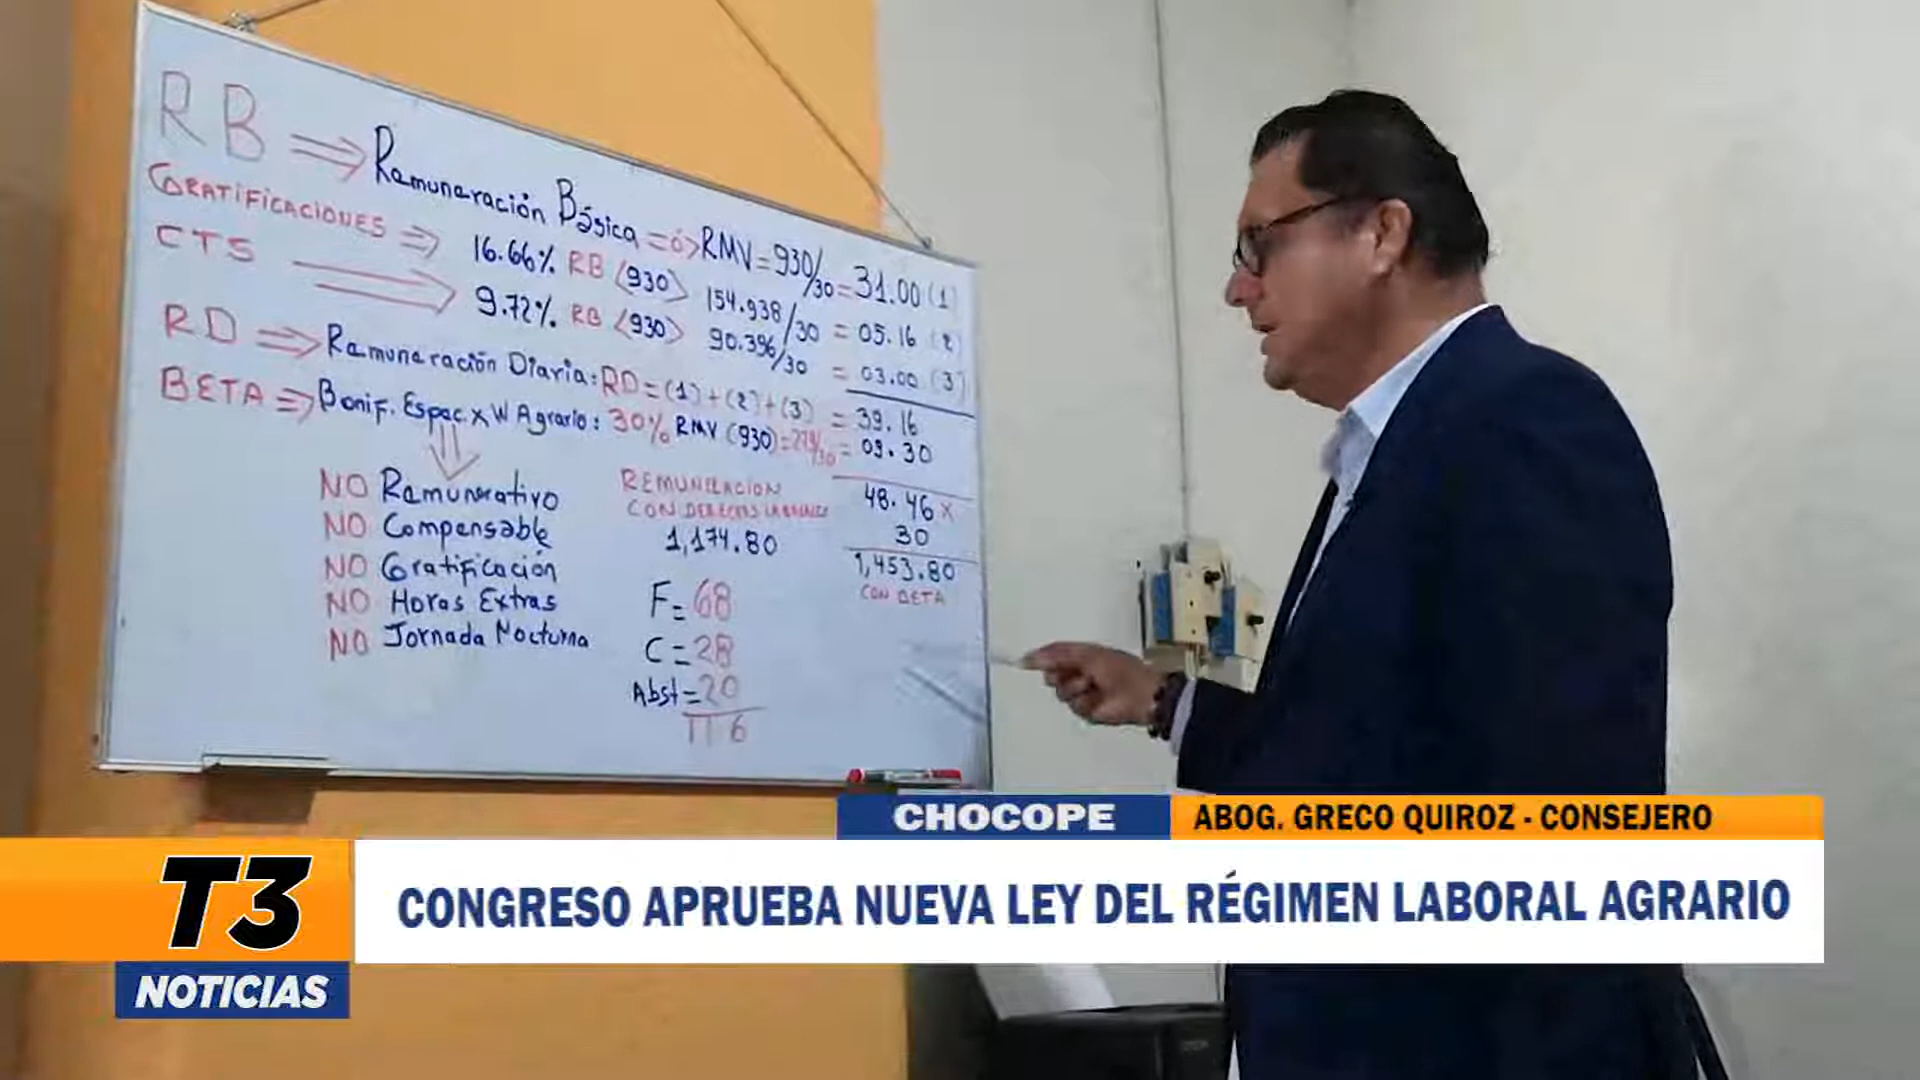 RB ⇒ Remuneración Básica = ó> RMV = 930/30 = 31.00 (1)
GRATIFICACIONES ⇒ 16.66% RB (930) 154.938/30 = 05.16 (2)
CTS ⇒ 9.72% RB (930) 90.396/30 = 03.00 (3)
RD ⇒ Remuneración Diaria: RD = (1) + (2) + (3) = 39.16
BETA ⇒ Bonif. Espec. x W Agrario: 30% RMV (930) = 279/30 = 09.30
NO Remunerativo
NO Compensable
NO Gratificación
NO Horas Extras
NO Jornada Nocturna
REMUNERACION
CON DERECHOS LABORALES
1,174.80
F = 68
C = 28
Abst = 20
116
48.46 x
30
1,453.80
CON BETA
CHOCOPE
ABOG. GRECO QUIROZ - CONSEJERO
T3
NOTICIAS
CONGRESO APRUEBA NUEVA LEY DEL RÉGIMEN LABORAL AGRARIO